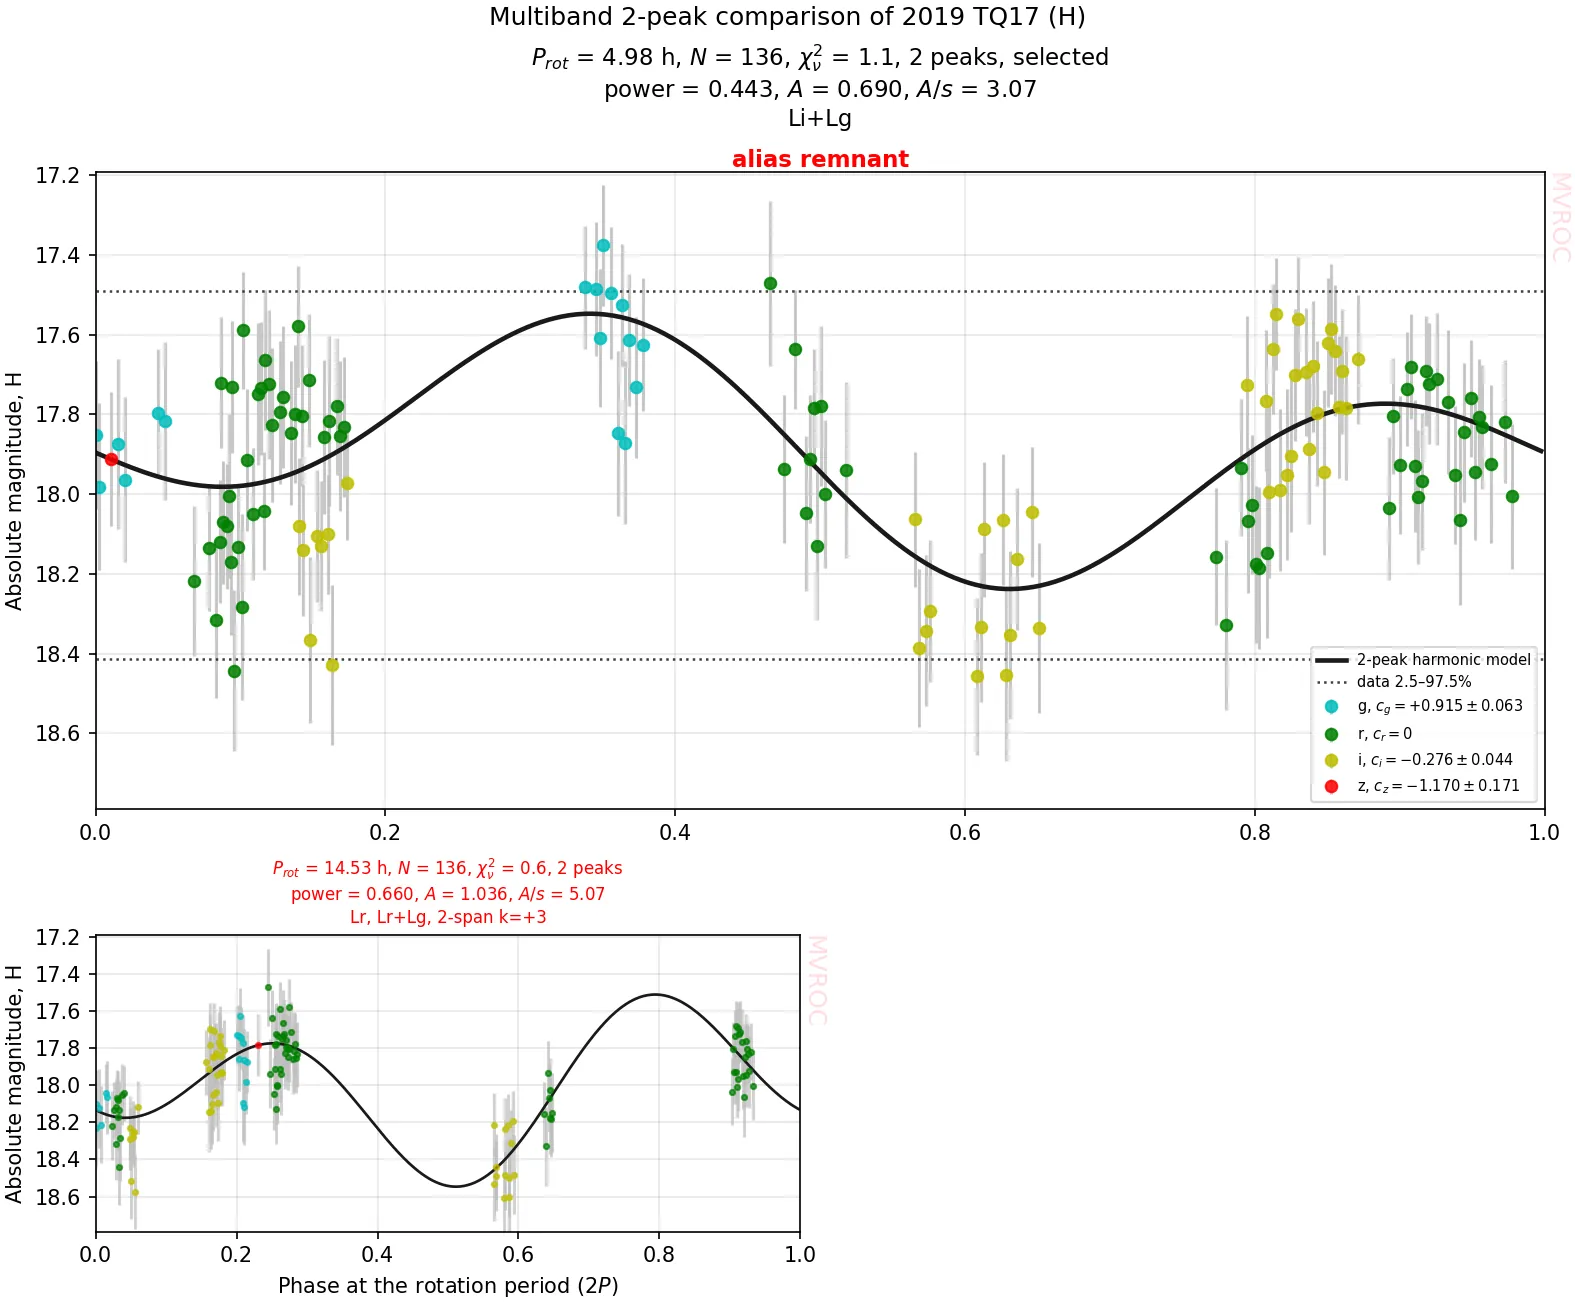 Multiband 2-peak comparison of 2019 TQ17 (H)
P_rot = 4.98 h, N = 136, χ²_ν = 1.1, 2 peaks, selected
power = 0.443, A = 0.690, A/s = 3.07
Li+Lg
alias remnant
MVROC
Absolute magnitude, H
17.2
17.4
17.6
17.8
18.0
18.2
18.4
18.6
2-peak harmonic model
data 2.5–97.5%
g, c_g = +0.915 ± 0.063
r, c_r = 0
i, c_i = −0.276 ± 0.044
z, c_z = −1.170 ± 0.171
0.0 0.2 0.4 0.6 0.8 1.0
P_rot = 14.53 h, N = 136, χ²_ν = 0.6, 2 peaks
power = 0.660, A = 1.036, A/s = 5.07
Lr, Lr+Lg, 2-span k=+3
MVROC
Absolute magnitude, H
17.2
17.4
17.6
17.8
18.0
18.2
18.4
18.6
0.0 0.2 0.4 0.6 0.8 1.0
Phase at the rotation period (2P)